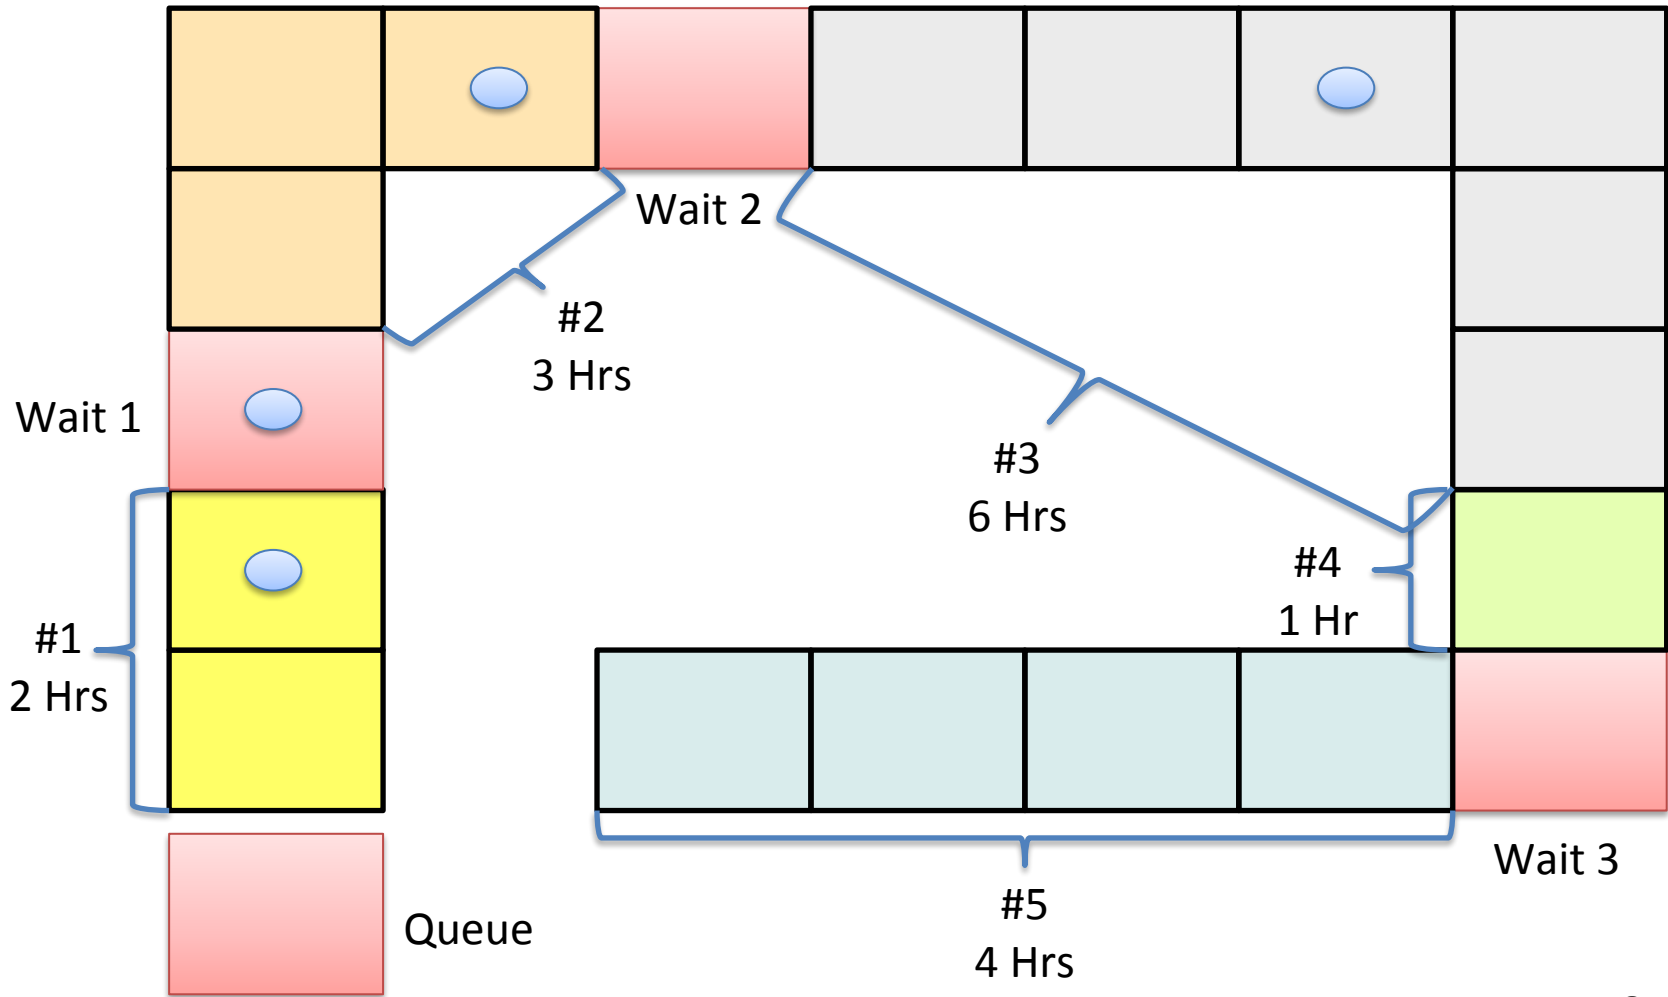 Wait 2
#2
3 Hrs
Wait 1
#3
6 Hrs
#4
1 Hr
#1
2 Hrs
Wait 3
#5
4 Hrs
Queue